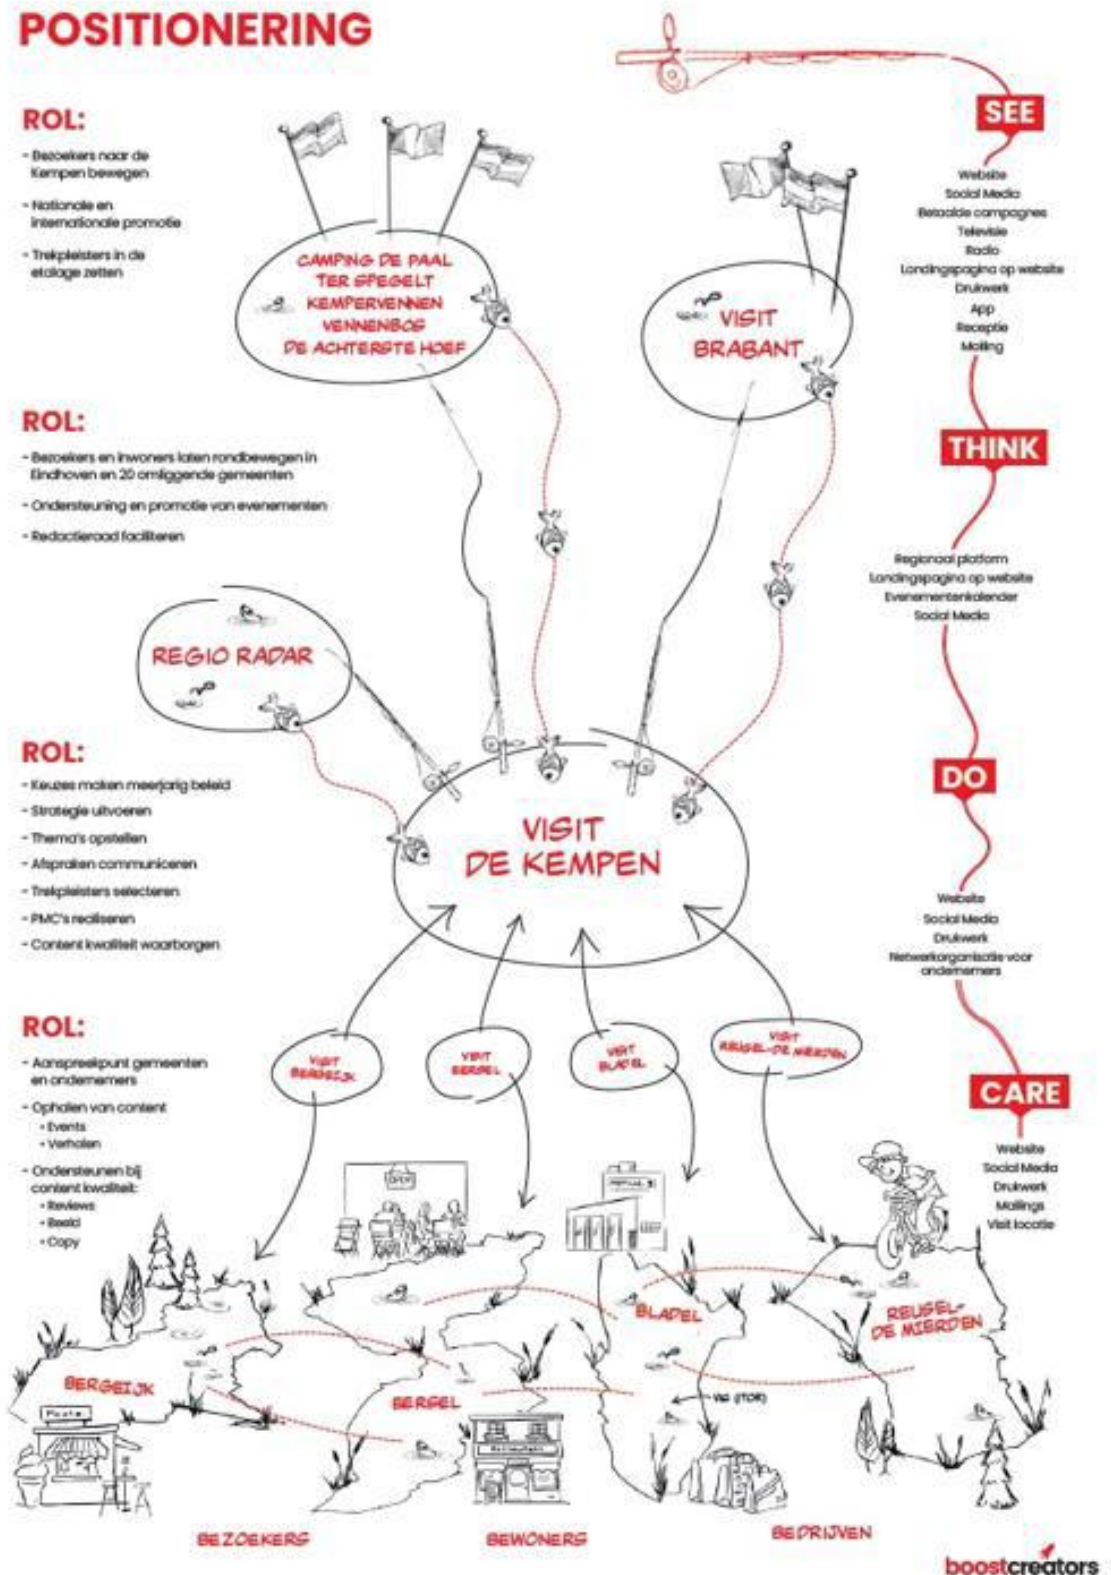 POSITIONERING
ROL:
- Bezoekers naar de
Kempen bewegen
- Nationale en
internationale promotie
- Trekpleisters in de
etalage zetten
CAMPING DE PAAL
TER SPEGELT
KEMPERVENNEN
VENNENBOS
DE ACHTERSTE HOEF
VISIT
BRABANT
SEE
Website
Social Media
Betaalde campagnes
Televisie
Radio
Landingspagina op website
Drukwerk
App
Receptie
Mailing
ROL:
- Bezoekers en inwoners laten rondbewegen in
Eindhoven en 20 omliggende gemeenten
- Ondersteuning en promotie van evenementen
- Redactieraad faciliteren
THINK
Regionaal platform
Landingspagina op website
Evenementenkalender
Social Media
REGIO RADAR
ROL:
- Keuzes maken meerjarig beleid
- Strategie uitvoeren
- Thema's opstellen
- Afspraken communiceren
- Trekpleisters selecteren
- PMC's realiseren
- Content kwaliteit waarborgen
VISIT
DE KEMPEN
DO
Website
Social Media
Drukwerk
Netwerkorganisatie voor
ondernemers
ROL:
- Aanspreekpunt gemeenten
en ondernemers
- Ophalen van content
• Events
• Verhalen
- Ondersteunen bij
content kwaliteit:
• Reviews
• Beeld
• Copy
VISIT
BERGEIJK
VISIT
EERSEL
VISIT
BLADEL
VISIT
REUSEL-DE MIERDEN
CARE
Website
Social Media
Drukwerk
Mailings
Visit locatie
OPEN
BERGEIJK
EERSEL
BLADEL
REUSEL-
DE MIERDEN
BEZOEKERS
BEWONERS
BEDRIJVEN
boostcreators